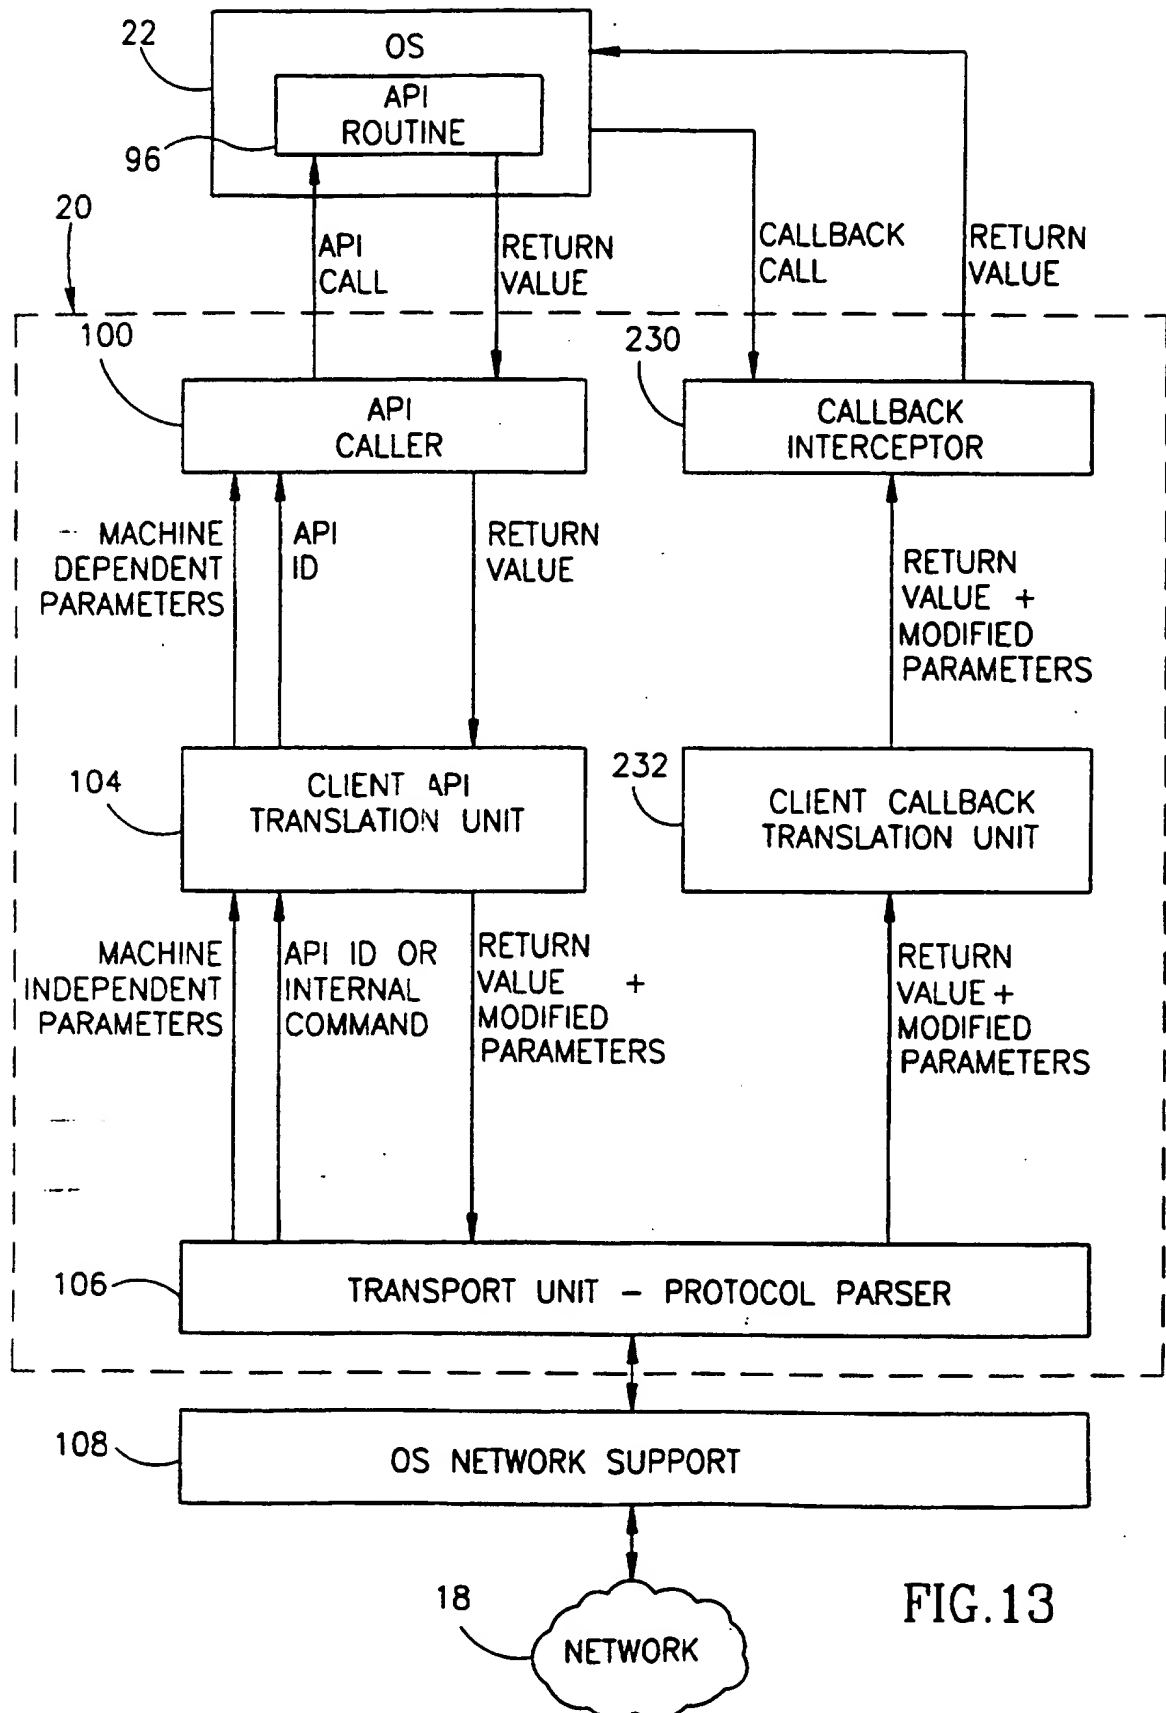 22
OS
API
ROUTINE
96
20
API
CALL
RETURN
VALUE
CALLBACK
CALL
RETURN
VALUE
100
API
CALLER
230
CALLBACK
INTERCEPTOR
MACHINE
DEPENDENT
PARAMETERS
API
ID
RETURN
VALUE
RETURN
VALUE +
MODIFIED
PARAMETERS
104
CLIENT API
TRANSLATION UNIT
232
CLIENT CALLBACK
TRANSLATION UNIT
MACHINE
INDEPENDENT
PARAMETERS
API ID OR
INTERNAL
COMMAND
RETURN
VALUE +
MODIFIED
PARAMETERS
RETURN
VALUE+
MODIFIED
PARAMETERS
106
TRANSPORT UNIT – PROTOCOL PARSER
108
OS NETWORK SUPPORT
18
NETWORK
FIG.13